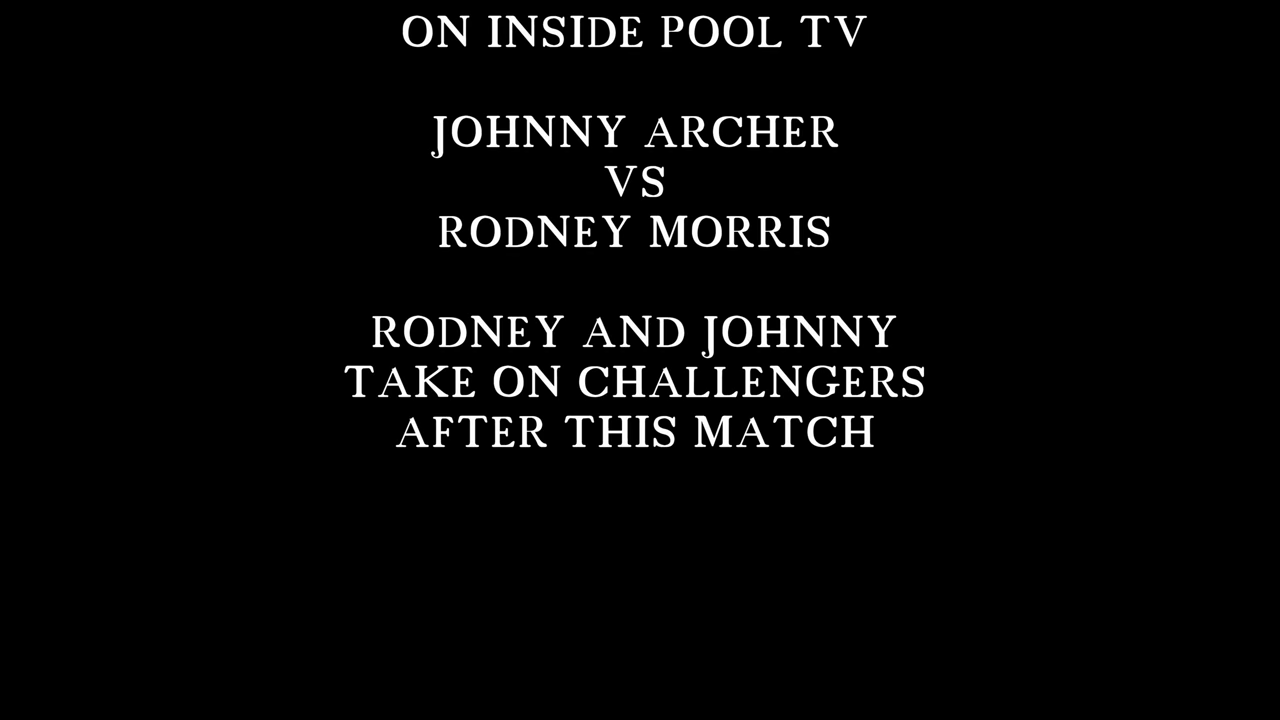 ON INSIDE POOL TV
JOHNNY ARCHER
VS
RODNEY MORRIS
RODNEY AND JOHNNY
TAKE ON CHALLENGERS
AFTER THIS MATCH